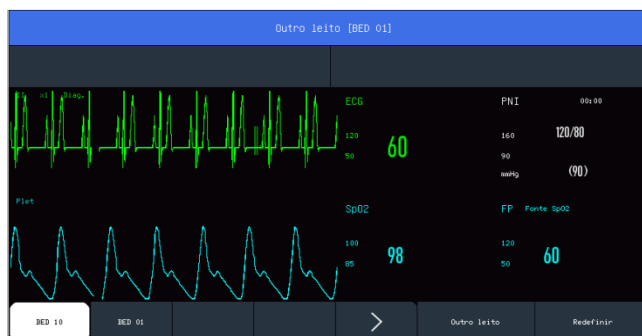 Outro leito [BED 01]
x1 Diag.
ECG
120
50
60
PNI 00:00
160
90
mmHg
120/80
(90)
Plet
SpO2
100
85
98
FP Fonte SpO2
120
50
60
BED 10 BED 01 > Outro leito Redefinir